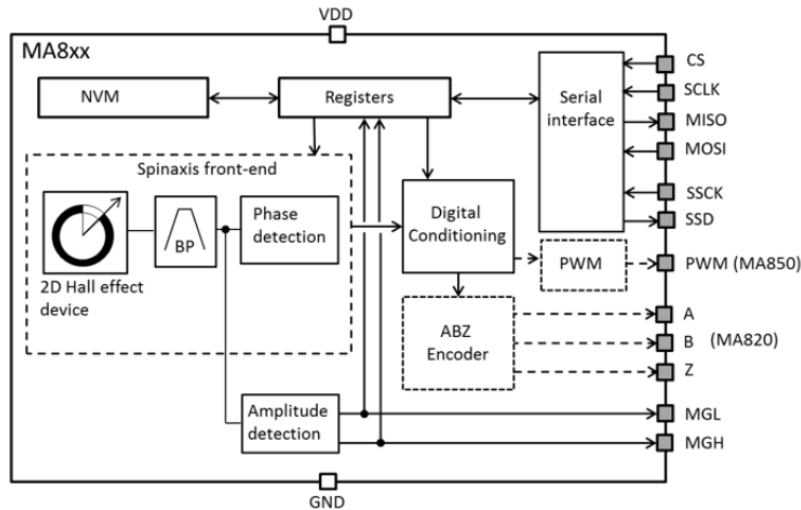 VDD
MA8xx
NVM
Registers
Serial
interface
CS
SCLK
MISO
MOSI
SSCK
SSD
Spinaxis front-end
2D Hall effect
device
BP
Phase
detection
Digital
Conditioning
PWM
PWM (MA850)
ABZ
Encoder
A
B (MA820)
Z
Amplitude
detection
MGL
MGH
GND